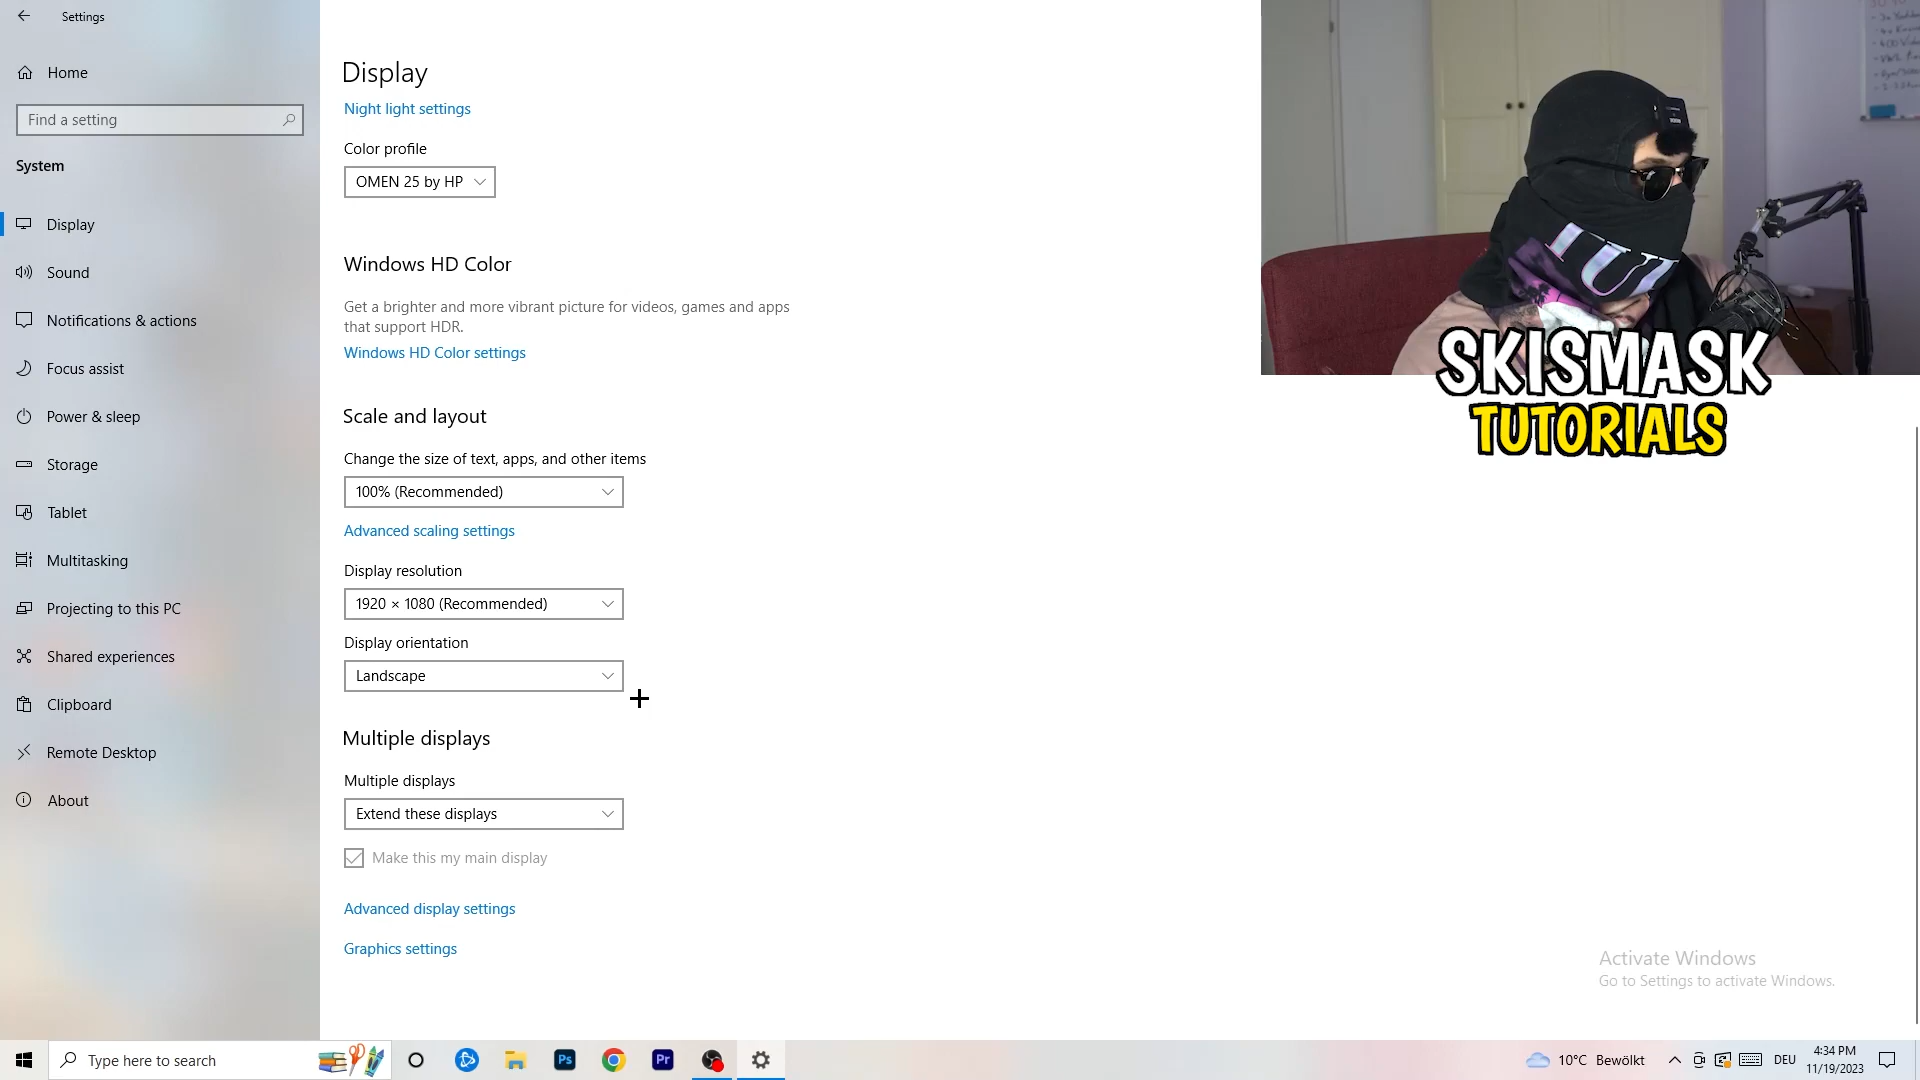 Settings
Home
Find a setting
System
Display
Sound
Notifications & actions
Focus assist
Power & sleep
Storage
Tablet
Multitasking
Projecting to this PC
Shared experiences
Clipboard
Remote Desktop
About
Display
Night light settings
Color profile
OMEN 25 by HP
Windows HD Color
Get a brighter and more vibrant picture for videos, games and apps
that support HDR.
Windows HD Color settings
Scale and layout
Change the size of text, apps, and other items
100% (Recommended)
Advanced scaling settings
Display resolution
1920 × 1080 (Recommended)
Display orientation
Landscape
Multiple displays
Multiple displays
Extend these displays
Make this my main display
Advanced display settings
Graphics settings
SKISMASK
TUTORIALS
Activate Windows
Go to Settings to activate Windows.
Type here to search
Ps
Pr
10°C Bewölkt
DEU
4:34 PM
11/19/2023